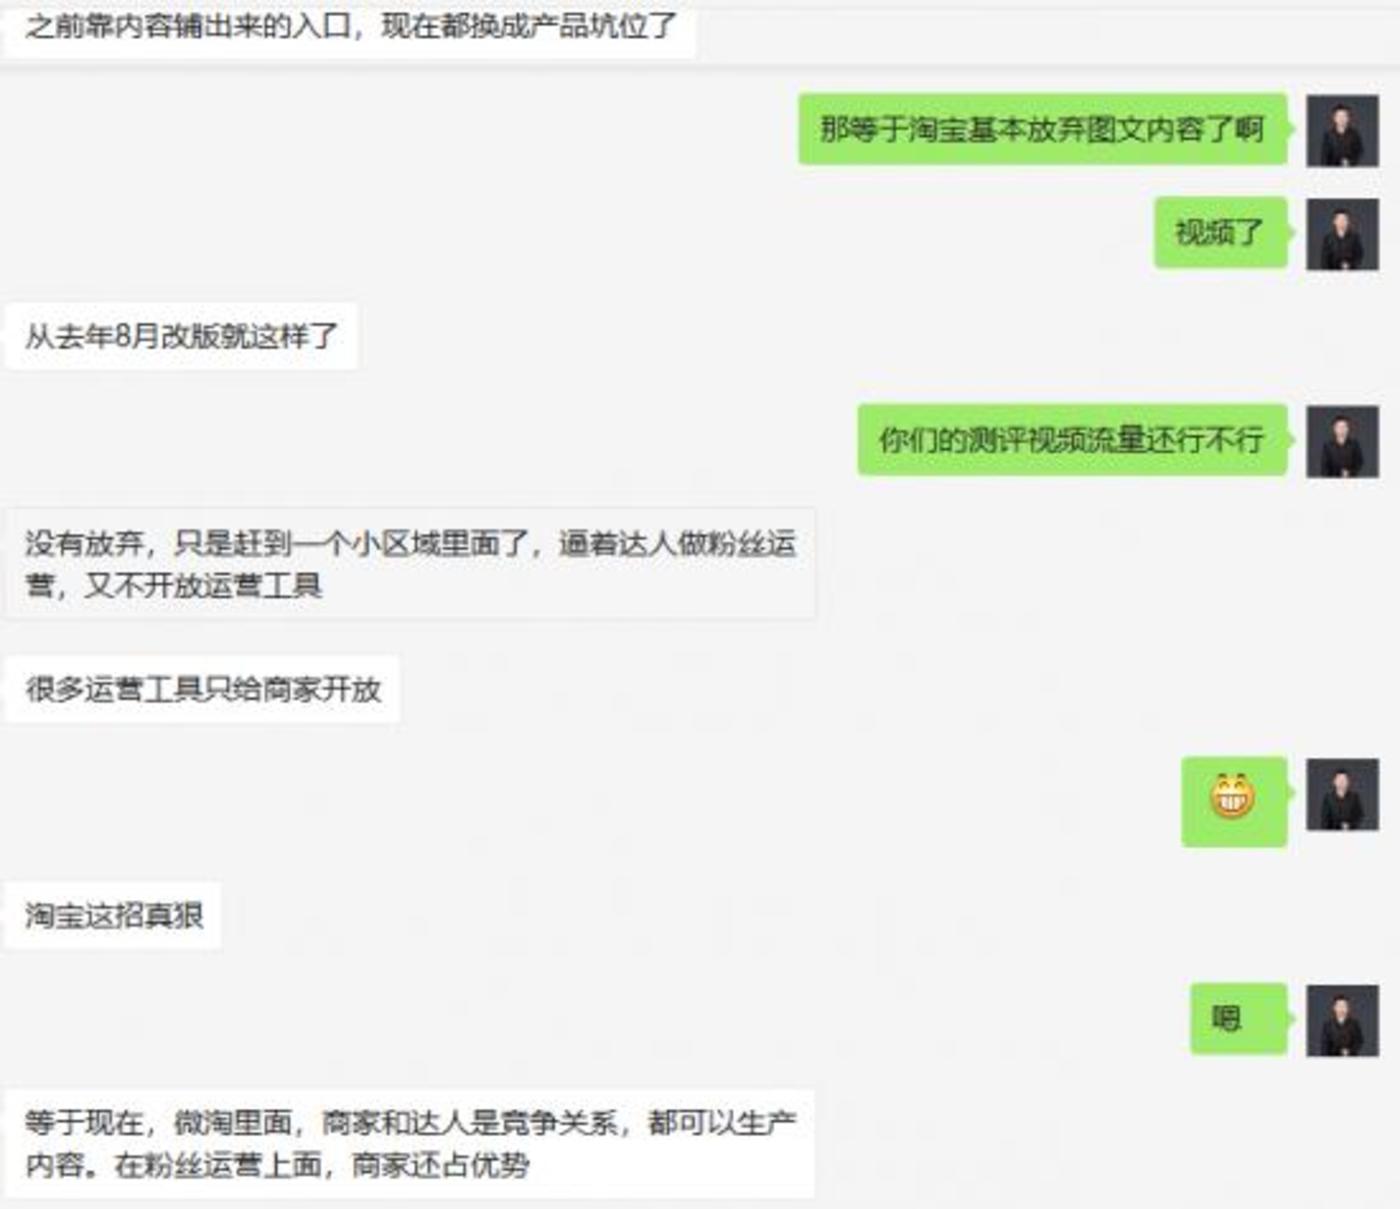 之前靠内容铺出来的入口，现在都换成产品坑位了
那等于淘宝基本放弃图文内容了啊
视频了
从去年8月改版就这样了
你们的测评视频流量还行不行
没有放弃，只是赶到一个小区域里面了，逼着达人做粉丝运
营，又不开放运营工具
很多运营工具只给商家开放
😁
淘宝这招真狠
嗯
等于现在，微淘里面，商家和达人是竞争关系，都可以生产
内容。在粉丝运营上面，商家还占优势